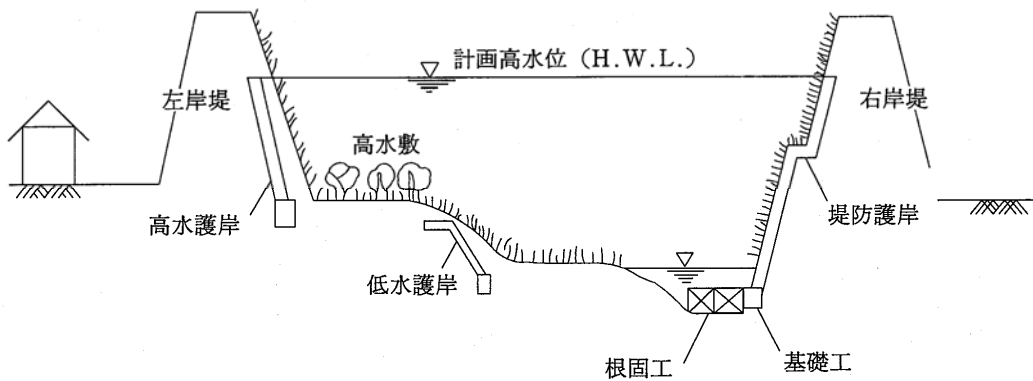 計画高水位（H.W.L.）
左岸堤
右岸堤
高水敷
高水護岸
堤防護岸
低水護岸
根固工
基礎工